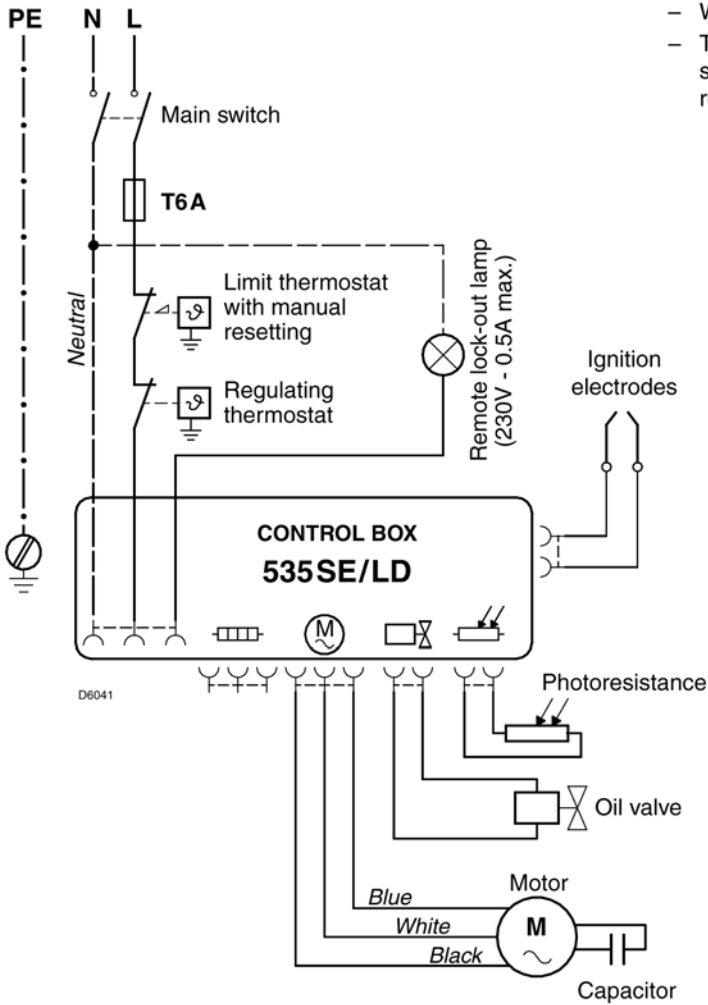 PE N L
– W
– T
s
r
Main switch
T6A
Limit thermostat
with manual
resetting
Neutral
Regulating
thermostat
Remote lock-out lamp
(230V - 0.5A max.)
Ignition
electrodes
CONTROL BOX
535SE/LD
M
D6041
Photoresistance
Oil valve
Motor
Blue
White
Black
M
Capacitor